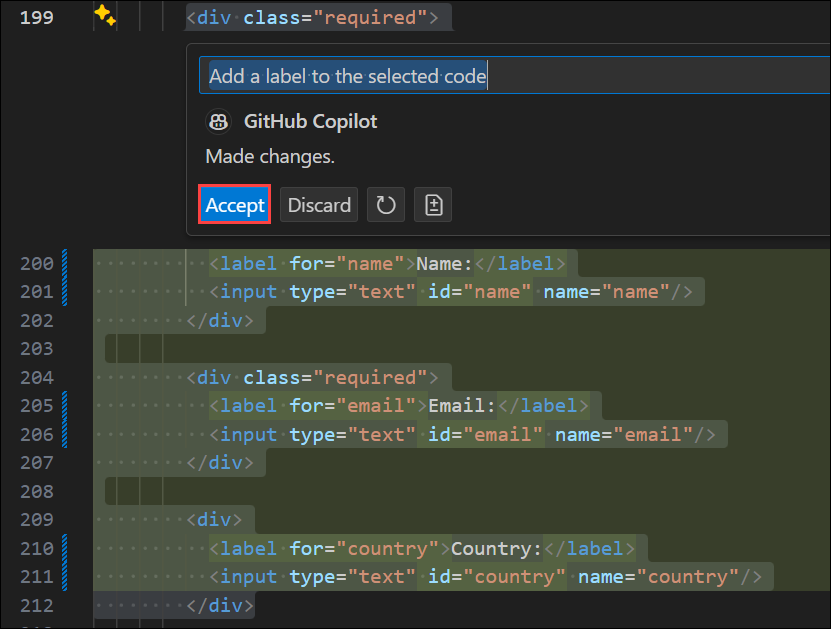 199 <div class="required">
Add a label to the selected code
GitHub Copilot
Made changes.
Accept Discard
200 <label for="name">Name:</label>
201 <input type="text" id="name" name="name"/>
202 </div>
203
204 <div class="required">
205 <label for="email">Email:</label>
206 <input type="text" id="email" name="email"/>
207 </div>
208
209 <div>
210 <label for="country">Country:</label>
211 <input type="text" id="country" name="country"/>
212 </div>